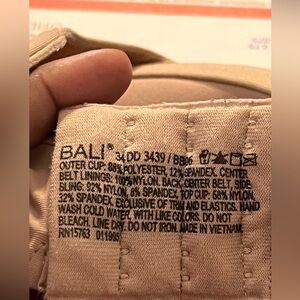 BALI® 34DD 3439 / BB06
OUTER CUP: 88% POLYESTER, 12% SPANDEX. CENTER
BELT LININGS: 100% NYLON. BACK, CENTER BELT, SIDE
SLING: 92% NYLON, 8% SPANDEX. TOP CUP: 68% NYLON,
32% SPANDEX. EXCLUSIVE OF TRIM AND ELASTICS. HAND
WASH COLD WATER, WITH LIKE COLORS. DO NOT
BLEACH. LINE DRY. DO NOT IRON. MADE IN VIETNAM.
RN15763 011995